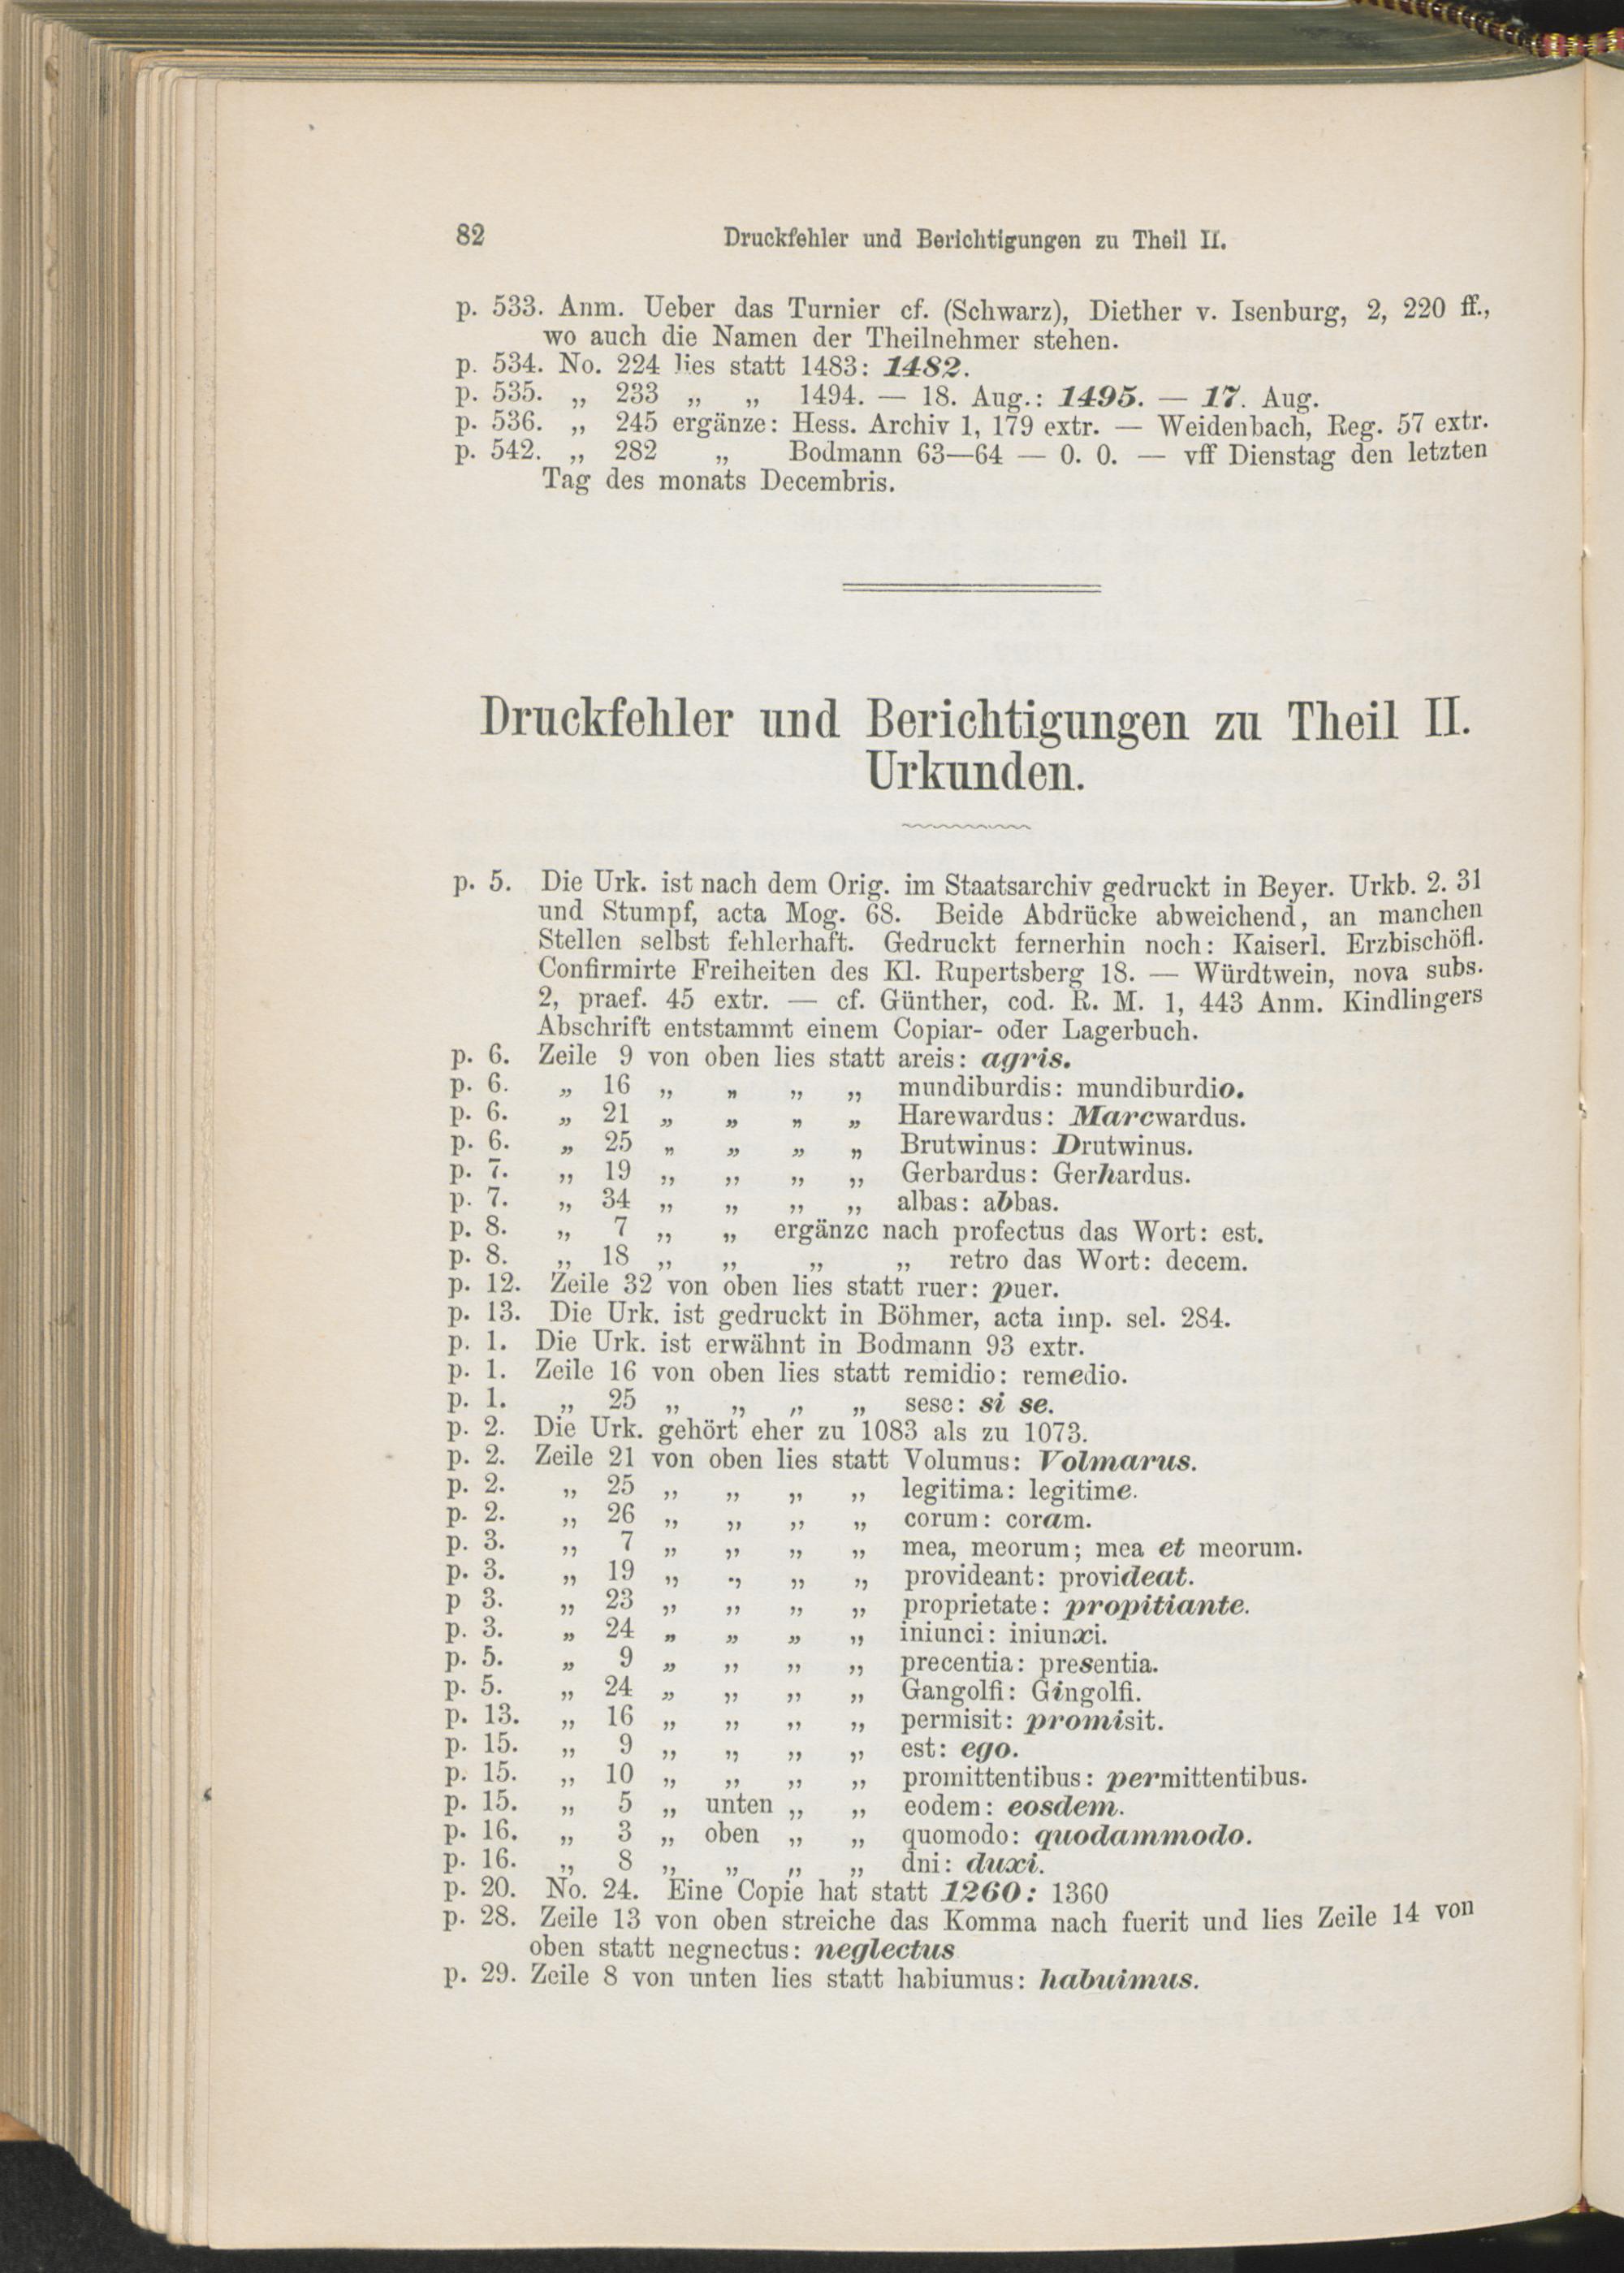 82 Druckfehler und Berichtigungen zu Theil II.
p. 533. Anm. Ueber das Turnier cf. (Schwarz), Diether v. Isenburg, 2, 220 ff.,
wo auch die Namen der Theilnehmer stehen.
p. 534. No. 224 lies statt 1483: 1482.
p. 535. „ 233 „ „ 1494. — 18. Aug.: 1495. — 17. Aug.
p. 536. „ 245 ergänze: Hess. Archiv 1, 179 extr. — Weidenbach, Reg. 57 extr.
p. 542. „ 282 „ Bodmann 63—64 — 0. 0. — vff Dienstag den letzten
Tag des monats Decembris.
Druckfehler und Berichtigungen zu Theil II.
Urkunden.
p. 5. Die Urk. ist nach dem Orig. im Staatsarchiv gedruckt in Beyer. Urkb. 2. 31
und Stumpf, acta Mog. 68. Beide Abdrücke abweichend, an manchen
Stellen selbst fehlerhaft. Gedruckt fernerhin noch: Kaiserl. Erzbischöfl.
Confirmirte Freiheiten des Kl. Rupertsberg 18. — Würdtwein, nova subs.
2, praef. 45 extr. — cf. Günther, cod. R. M. 1, 443 Anm. Kindlingers
Abschrift entstammt einem Copiar- oder Lagerbuch.
p. 6. Zeile 9 von oben lies statt areis: agris.
p. 6. „ 16 „ „ „ „ mundiburdis: mundiburdio.
p. 6. „ 21 „ „ „ „ Harewardus: Marcwardus.
p. 6. „ 25 „ „ „ „ Brutwinus: Drutwinus.
p. 7. „ 19 „ „ „ „ Gerbardus: Gerhardus.
p. 7. „ 34 „ „ „ „ albas: abbas.
p. 8. „ 7 „ „ ergänze nach profectus das Wort: est.
p. 8. „ 18 „ „ „ „ retro das Wort: decem.
p. 12. Zeile 32 von oben lies statt ruer: puer.
p. 13. Die Urk. ist gedruckt in Böhmer, acta imp. sel. 284.
p. 1. Die Urk. ist erwähnt in Bodmann 93 extr.
p. 1. Zeile 16 von oben lies statt remidio: remedio.
p. 1. „ 25 „ „ „ „ sese: si se.
p. 2. Die Urk. gehört eher zu 1083 als zu 1073.
p. 2. Zeile 21 von oben lies statt Volumus: Volmarus.
p. 2. „ 25 „ „ „ „ legitima: legitime.
p. 2. „ 26 „ „ „ „ corum: coram.
p. 3. „ 7 „ „ „ „ mea, meorum; mea et meorum.
p. 3. „ 19 „ „ „ „ provideant: provideat.
p 3. „ 23 „ „ „ „ proprietate: propitiante.
p. 3. „ 24 „ „ „ „ iniunci: iniunxi.
p. 5. „ 9 „ „ „ „ precentia: presentia.
p. 5. „ 24 „ „ „ „ Gangolfi: Gingolfi.
p. 13. „ 16 „ „ „ „ permisit: promisit.
p. 15. „ 9 „ „ „ „ est: ego.
p. 15. „ 10 „ „ „ „ promittentibus: permittentibus.
p. 15. „ 5 „ unten „ „ eodem: eosdem.
p. 16. „ 3 „ oben „ „ quomodo: quodammodo.
p. 16. „ 8 „ „ „ „ dni: duxi.
p. 20. No. 24. Eine Copie hat statt 1260: 1360
p. 28. Zeile 13 von oben streiche das Komma nach fuerit und lies Zeile 14 von
oben statt negnectus: neglectus
p. 29. Zeile 8 von unten lies statt habiumus: habuimus.